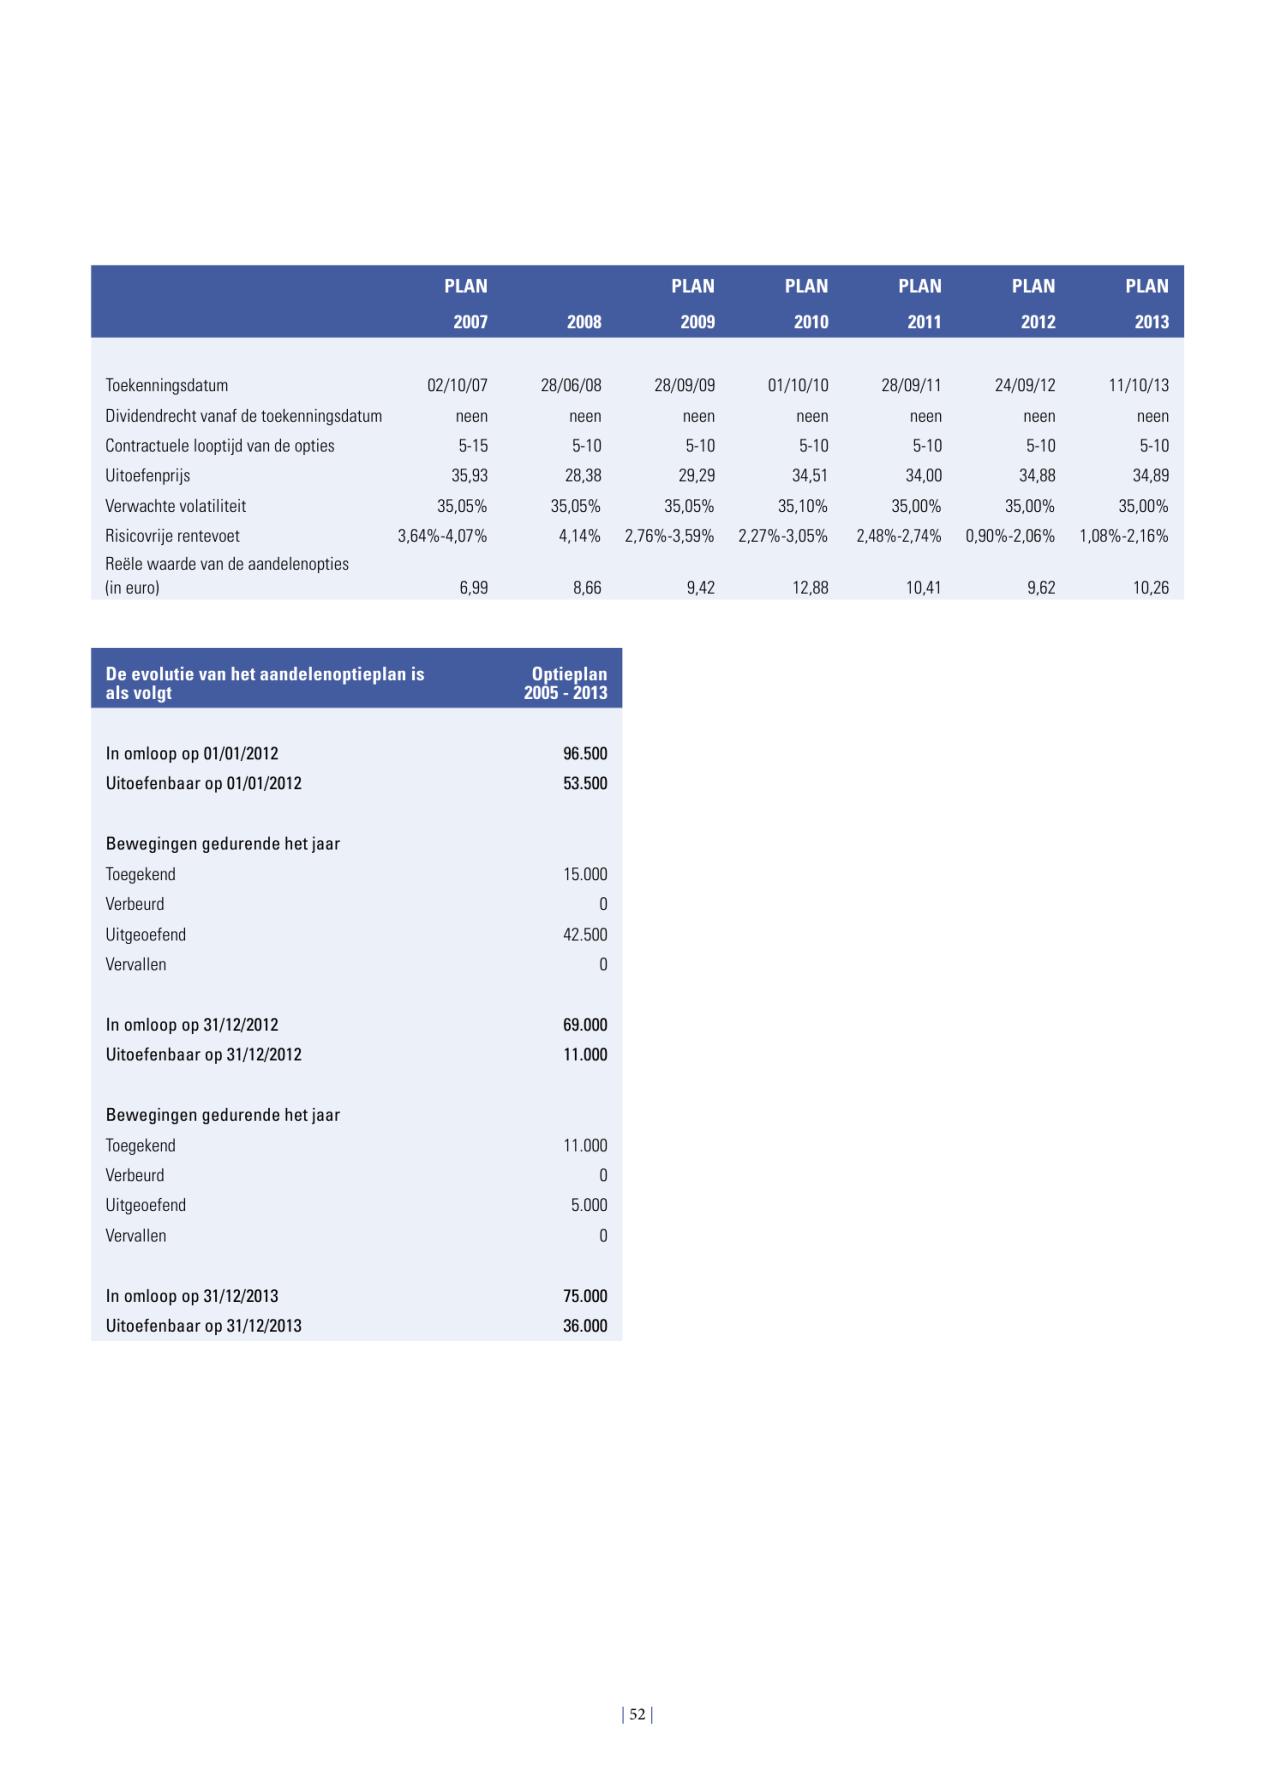 PLAN PLAN PLAN PLAN PLAN PLAN
2007 2008 2009 2010 2011 2012 2013
Toekenningsdatum 02/10/07 28/06/08 28/09/09 01/10/10 28/09/11 24/09/12 11/10/13
Dividendrecht vanaf de toekenningsdatum neen neen neen neen neen neen neen
Contractuele looptijd van de opties 5-15 5-10 5-10 5-10 5-10 5-10 5-10
Uitoefenprijs 35,93 28,38 29,29 34,51 34,00 34,88 34,89
Verwachte volatiliteit 35,05% 35,05% 35,05% 35,10% 35,00% 35,00% 35,00%
Risicovrije rentevoet 3,64%-4,07% 4,14% 2,76%-3,59% 2,27%-3,05% 2,48%-2,74% 0,90%-2,06% 1,08%-2,16%
Reële waarde van de aandelenopties
(in euro) 6,99 8,66 9,42 12,88 10,41 9,62 10,26
De evolutie van het aandelenoptieplan is Optieplan
als volgt 2005 - 2013
In omloop op 01/01/2012 96.500
Uitoefenbaar op 01/01/2012 53.500
Bewegingen gedurende het jaar
Toegekend 15.000
Verbeurd 0
Uitgeoefend 42.500
Vervallen 0
In omloop op 31/12/2012 69.000
Uitoefenbaar op 31/12/2012 11.000
Bewegingen gedurende het jaar
Toegekend 11.000
Verbeurd 0
Uitgeoefend 5.000
Vervallen 0
In omloop op 31/12/2013 75.000
Uitoefenbaar op 31/12/2013 36.000
| 52 |